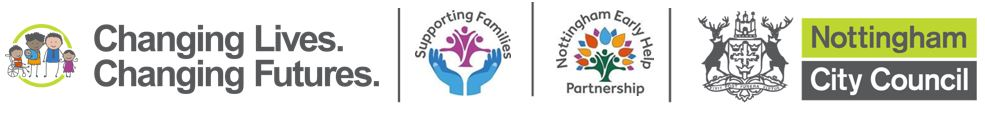 Changing Lives.
Changing Futures.
Supporting Families
Nottingham Early Help
Partnership
Nottingham
City Council